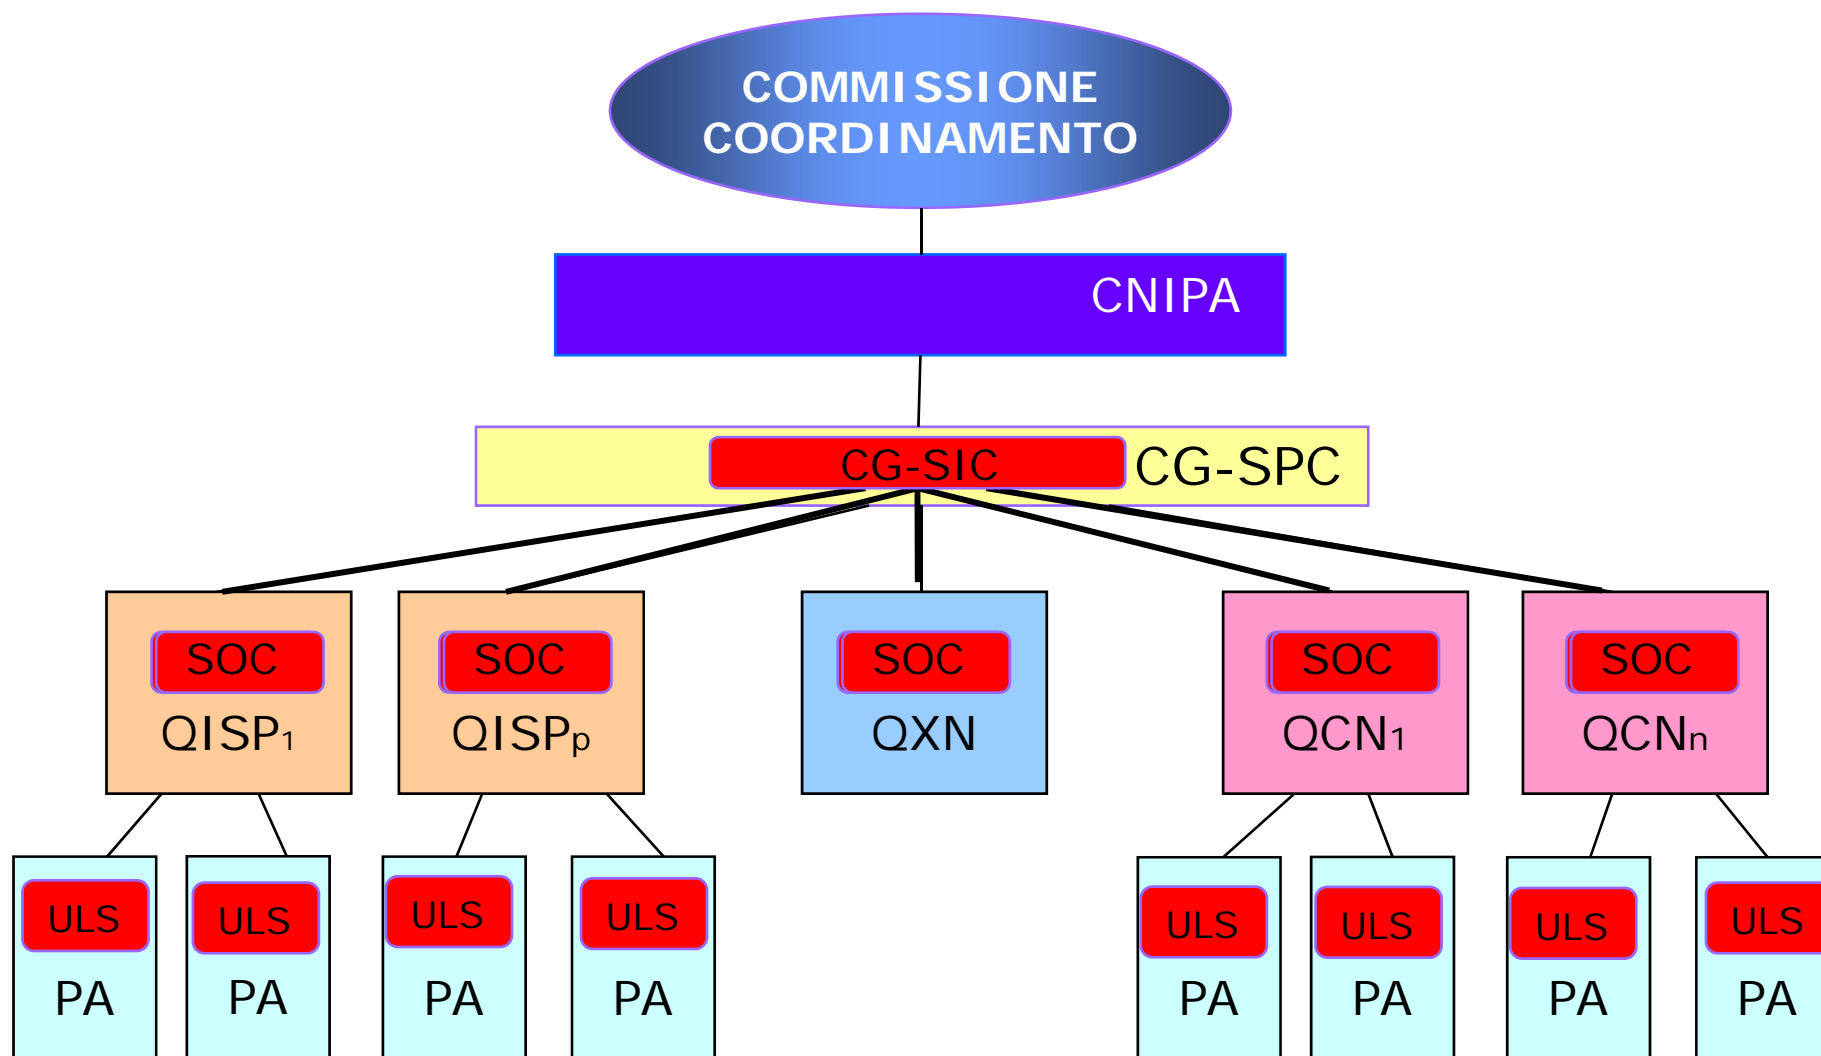 COMMISSIONE
COORDINAMENTO
CNIPA
CG-SIC
CG-SPC
SOC
SOC
SOC
SOC
SOC
QISP1
QISPp
QXN
QCN1
QCNn
ULS
ULS
ULS
ULS
ULS
ULS
ULS
ULS
PA
PA
PA
PA
PA
PA
PA
PA